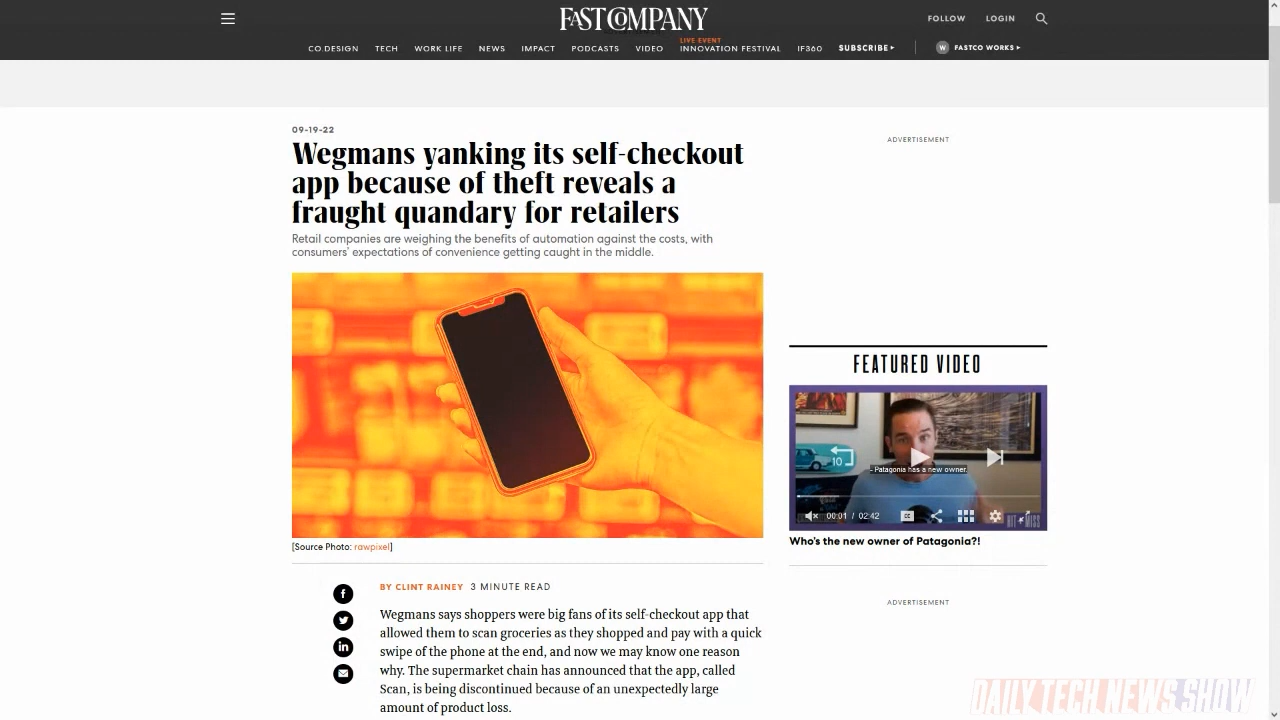 FAST COMPANY
FOLLOW
LOGIN
CO.DESIGN
TECH
WORK LIFE
NEWS
IMPACT
PODCASTS
VIDEO
LIVE EVENT
INNOVATION FESTIVAL
IF360
SUBSCRIBE
W
FASTCO WORKS
09-19-22
Wegmans yanking its self-checkout
app because of theft reveals a
fraught quandary for retailers
Retail companies are weighing the benefits of automation against the costs, with
consumers' expectations of convenience getting caught in the middle.
[Source Photo: rawpixel]
BY CLINT RAINEY 3 MINUTE READ
Wegmans says shoppers were big fans of its self-checkout app that
allowed them to scan groceries as they shopped and pay with a quick
swipe of the phone at the end, and now we may know one reason
why. The supermarket chain has announced that the app, called
Scan, is being discontinued because of an unexpectedly large
amount of product loss.
f
in
ADVERTISEMENT
FEATURED VIDEO
10
- Patagonia has a new owner.
00:01 / 02:42
CC
HIT MISS
Who's the new owner of Patagonia?!
ADVERTISEMENT
DAILY TECH NEWS SHOW